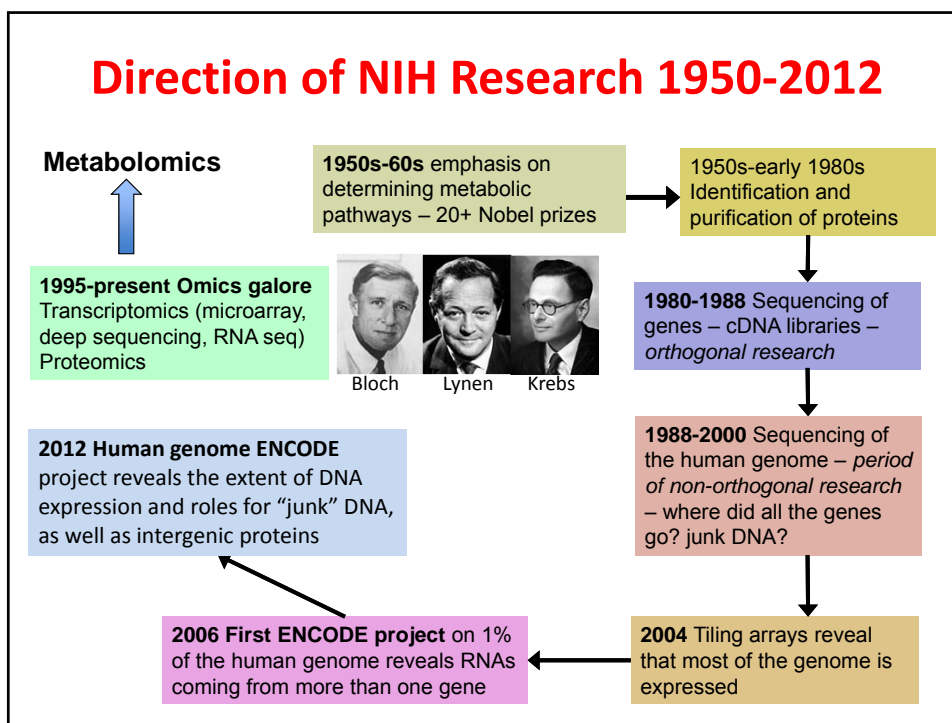 Direction of NIH Research 1950-2012
Metabolomics
1950s-60s emphasis on
determining metabolic
pathways – 20+ Nobel prizes
1950s-early 1980s
Identification and
purification of proteins
1995-present Omics galore
Transcriptomics (microarray,
deep sequencing, RNA seq)
Proteomics
Bloch
Lynen
Krebs
1980-1988 Sequencing of
genes – cDNA libraries –
orthogonal research
1988-2000 Sequencing of
the human genome – period
of non-orthogonal research
– where did all the genes
go? junk DNA?
2012 Human genome ENCODE
project reveals the extent of DNA
expression and roles for “junk” DNA,
as well as intergenic proteins
2006 First ENCODE project on 1%
of the human genome reveals RNAs
coming from more than one gene
2004 Tiling arrays reveal
that most of the genome is
expressed